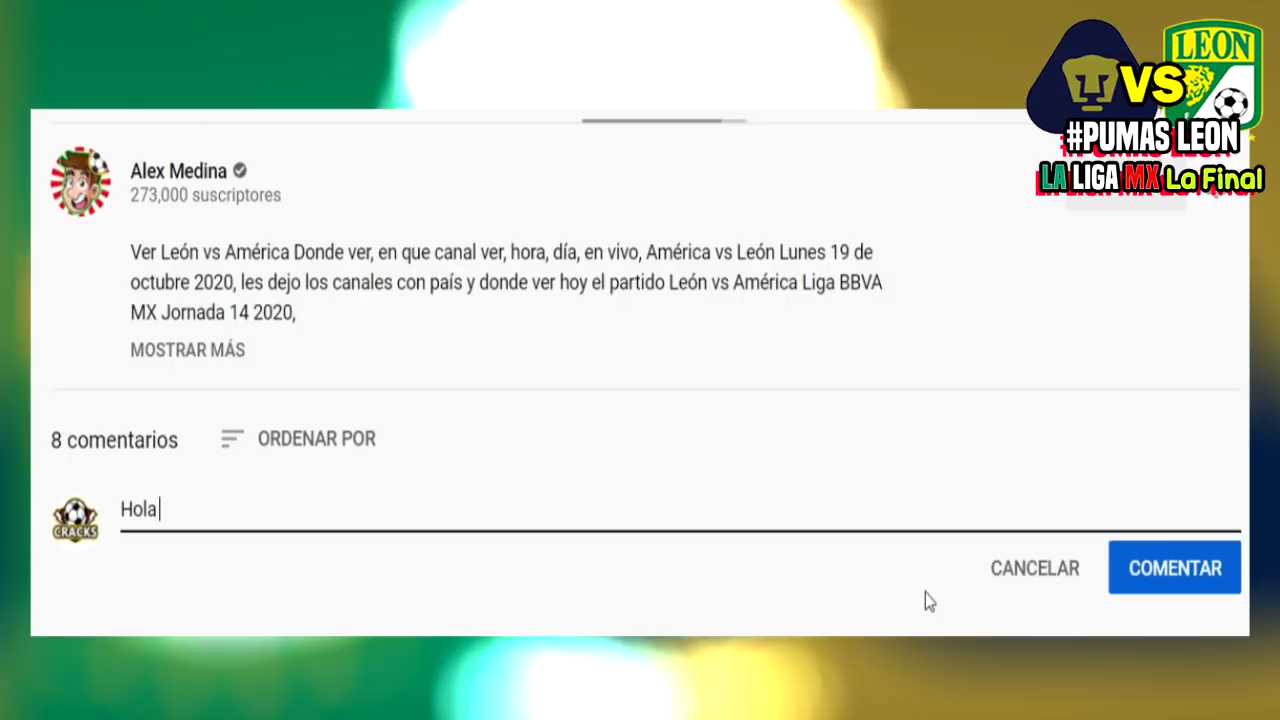 LEON
VS
#PUMAS LEON
LA LIGA MX La Final
Alex Medina
273,000 suscriptores
Ver León vs América Donde ver, en que canal ver, hora, día, en vivo, América vs León Lunes 19 de
octubre 2020, les dejo los canales con país y donde ver hoy el partido León vs América Liga BBVA
MX Jornada 14 2020,
MOSTRAR MÁS
8 comentarios
ORDENAR POR
CRACKS
Hola
CANCELAR
COMENTAR